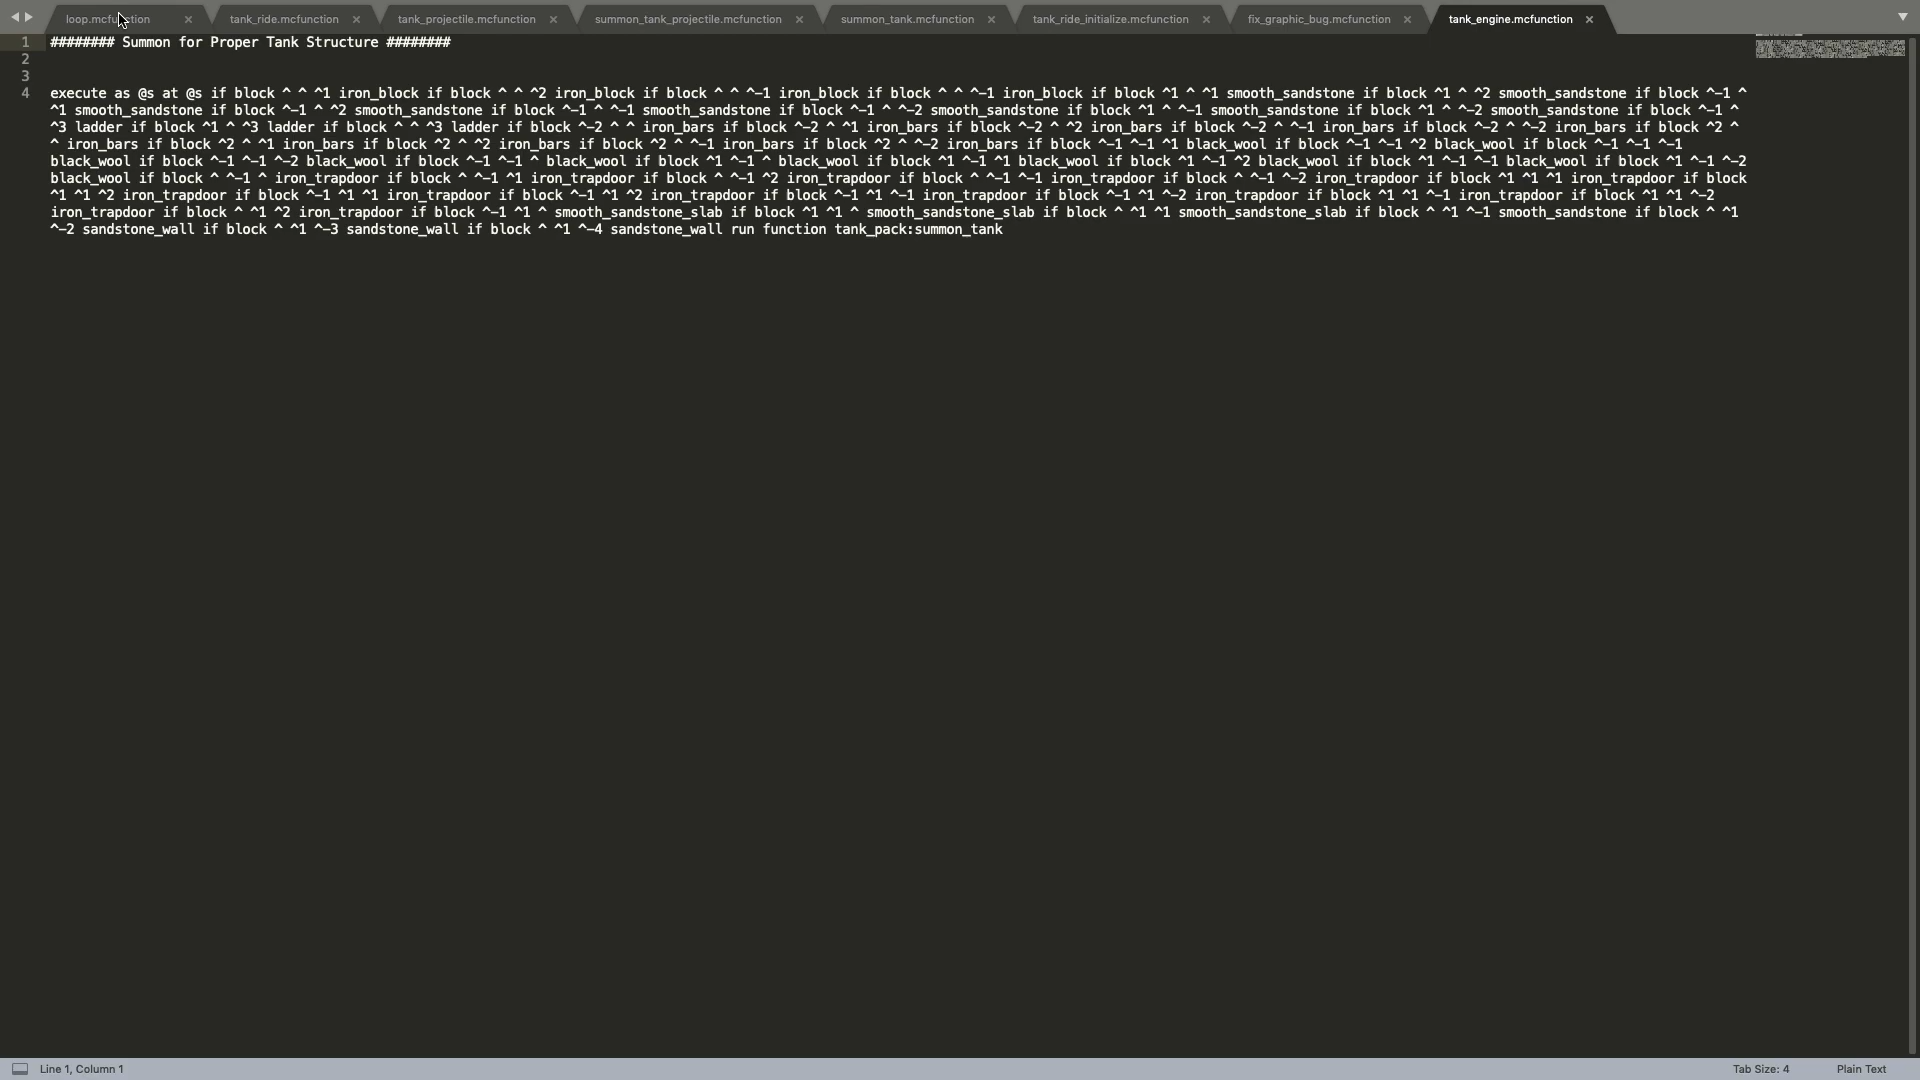 loop.mcfunction × tank_ride.mcfunction × tank_projectile.mcfunction × summon_tank_projectile.mcfunction × summon_tank.mcfunction × tank_ride_initialize.mcfunction × fix_graphic_bug.mcfunction × tank_engine.mcfunction ×
1 ######## Summon for Proper Tank Structure ########
2
3
4 execute as @s at @s if block ^ ^ ^1 iron_block if block ^ ^ ^2 iron_block if block ^ ^ ^-1 iron_block if block ^ ^ ^-1 iron_block if block ^1 ^ ^1 smooth_sandstone if block ^1 ^ ^2 smooth_sandstone if block ^-1 ^
^1 smooth_sandstone if block ^-1 ^ ^2 smooth_sandstone if block ^-1 ^ ^-1 smooth_sandstone if block ^-1 ^ ^-2 smooth_sandstone if block ^1 ^ ^-1 smooth_sandstone if block ^1 ^ ^-2 smooth_sandstone if block ^-1 ^
^3 ladder if block ^1 ^ ^3 ladder if block ^ ^ ^3 ladder if block ^-2 ^ ^ iron_bars if block ^-2 ^ ^1 iron_bars if block ^-2 ^ ^2 iron_bars if block ^-2 ^ ^-1 iron_bars if block ^-2 ^ ^-2 iron_bars if block ^2 ^
^ iron_bars if block ^2 ^ ^1 iron_bars if block ^2 ^ ^2 iron_bars if block ^2 ^ ^-1 iron_bars if block ^2 ^ ^-2 iron_bars if block ^-1 ^-1 ^1 black_wool if block ^-1 ^-1 ^2 black_wool if block ^-1 ^-1 ^-1
black_wool if block ^-1 ^-1 ^-2 black_wool if block ^-1 ^-1 ^ black_wool if block ^1 ^-1 ^ black_wool if block ^1 ^-1 ^1 black_wool if block ^1 ^-1 ^2 black_wool if block ^1 ^-1 ^-1 black_wool if block ^1 ^-1 ^-2
black_wool if block ^ ^-1 ^ iron_trapdoor if block ^ ^-1 ^1 iron_trapdoor if block ^ ^-1 ^2 iron_trapdoor if block ^ ^-1 ^-1 iron_trapdoor if block ^ ^-1 ^-2 iron_trapdoor if block ^1 ^1 ^1 iron_trapdoor if block
^1 ^1 ^2 iron_trapdoor if block ^-1 ^1 ^1 iron_trapdoor if block ^-1 ^1 ^2 iron_trapdoor if block ^-1 ^1 ^-1 iron_trapdoor if block ^-1 ^1 ^-2 iron_trapdoor if block ^1 ^1 ^-1 iron_trapdoor if block ^1 ^1 ^-2
iron_trapdoor if block ^ ^1 ^2 iron_trapdoor if block ^-1 ^1 ^ smooth_sandstone_slab if block ^1 ^1 ^ smooth_sandstone_slab if block ^ ^1 ^1 smooth_sandstone_slab if block ^ ^1 ^-1 smooth_sandstone if block ^ ^1
^-2 sandstone_wall if block ^ ^1 ^-3 sandstone_wall if block ^ ^1 ^-4 sandstone_wall run function tank_pack:summon_tank
Line 1, Column 1 Tab Size: 4 Plain Text